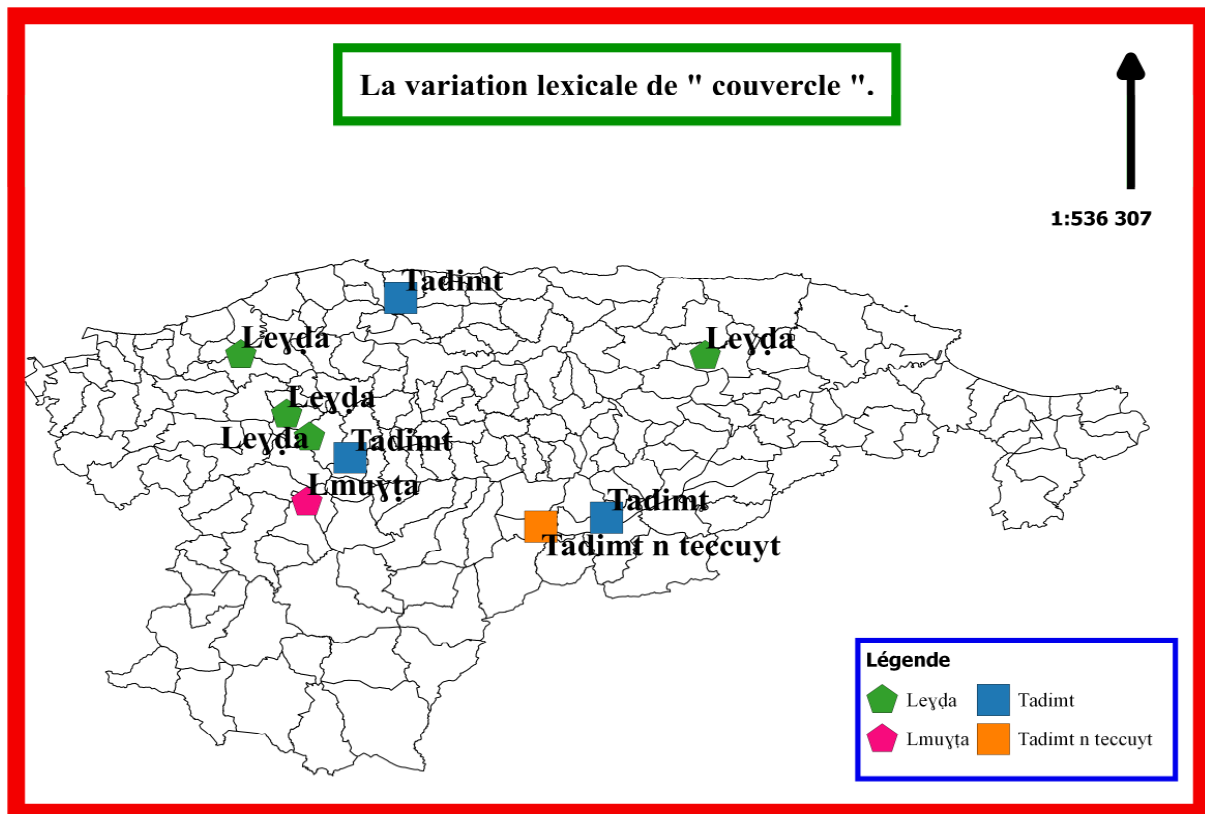 La variation lexicale de " couvercle ".
1:536 307
Tadimt
Leɣḍa
Leɣḍa
Leɣḍa
Leɣḍa
Tadimt
Lmuɣṭa
Tadimt
Tadimt n teccuyt
Légende
Leɣḍa
Tadimt
Lmuɣṭa
Tadimt n teccuyt